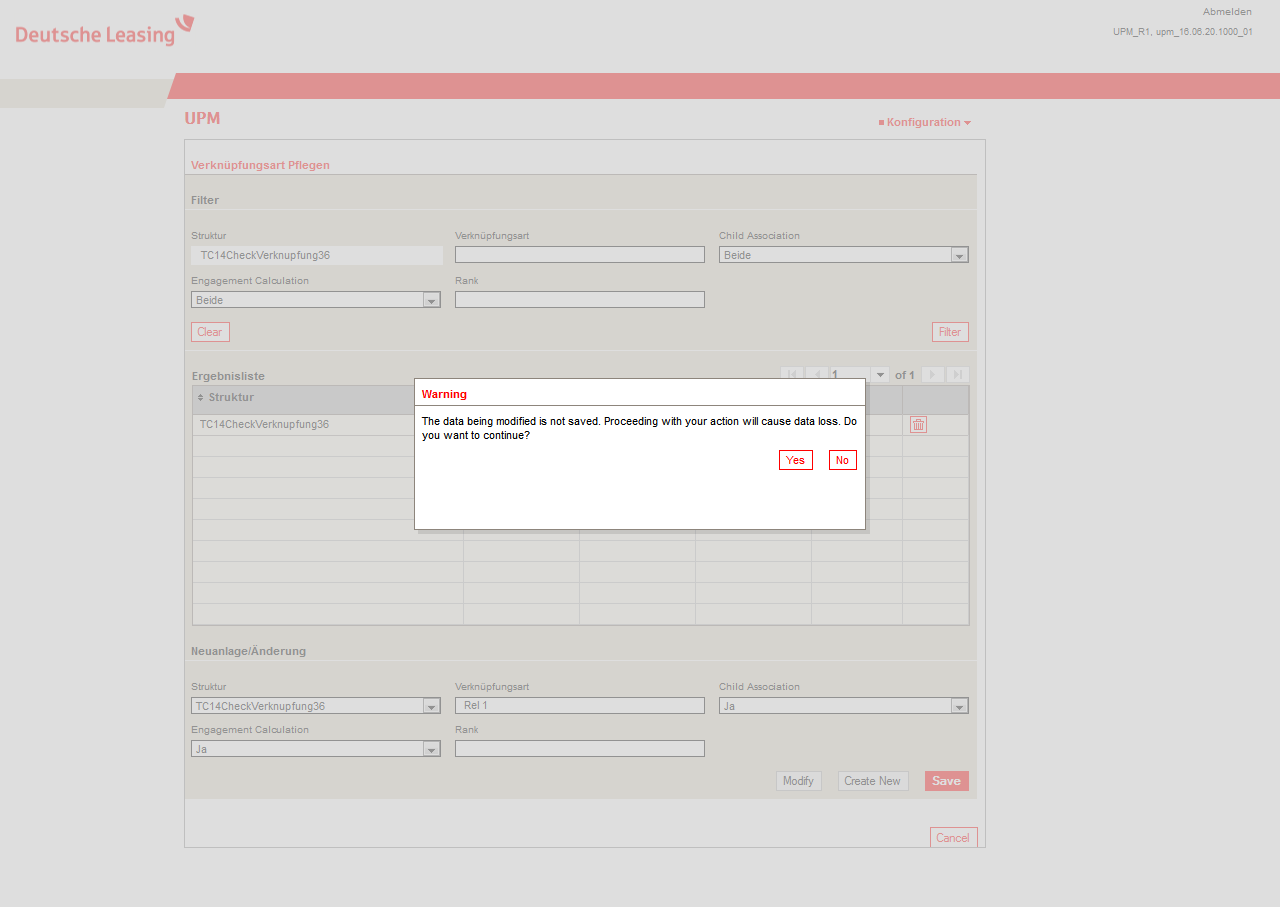 Deutsche Leasing
Abmelden
UPM_R1, upm_16.06.20.1000_01
UPM
Konfiguration
Verknüpfungsart Pflegen
Filter
Struktur
Verknüpfungsart
Child Association
TC14CheckVerknupfung36
Beide
Engagement Calculation
Rank
Beide
Clear
Filter
Ergebnisliste
1
of 1
Struktur
TC14CheckVerknupfung36
Warning
The data being modified is not saved. Proceeding with your action will cause data loss. Do
you want to continue?
Yes
No
Neuanlage/Änderung
Struktur
Verknüpfungsart
Child Association
TC14CheckVerknupfung36
Rel 1
Ja
Engagement Calculation
Rank
Ja
Modify
Create New
Save
Cancel